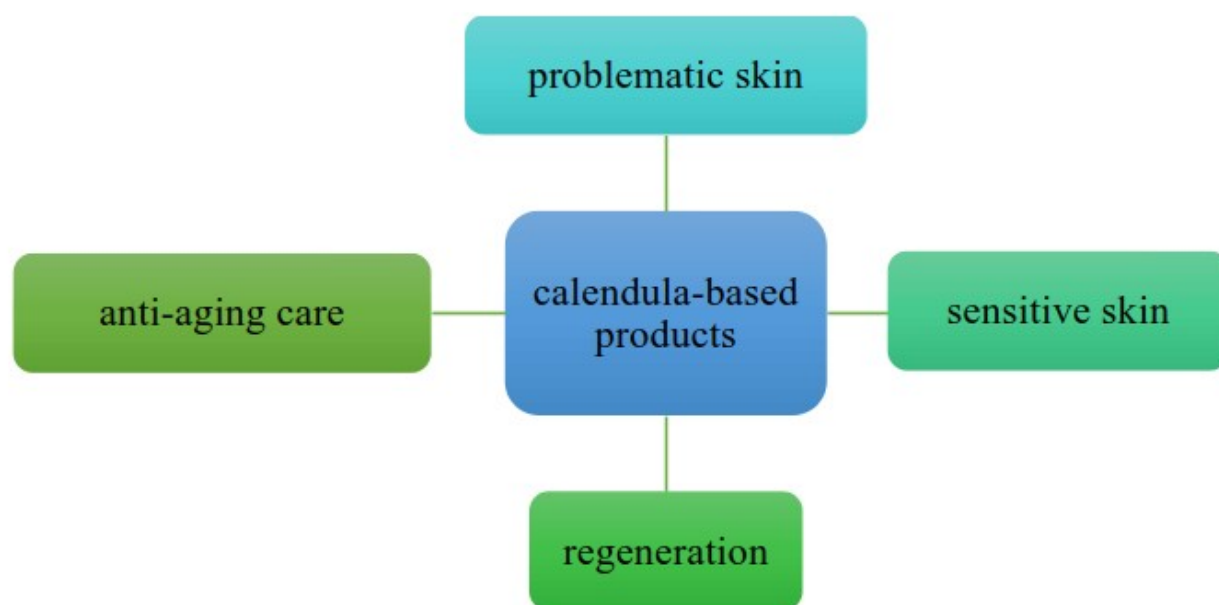 problematic skin
anti-aging care
calendula-based
products
sensitive skin
regeneration